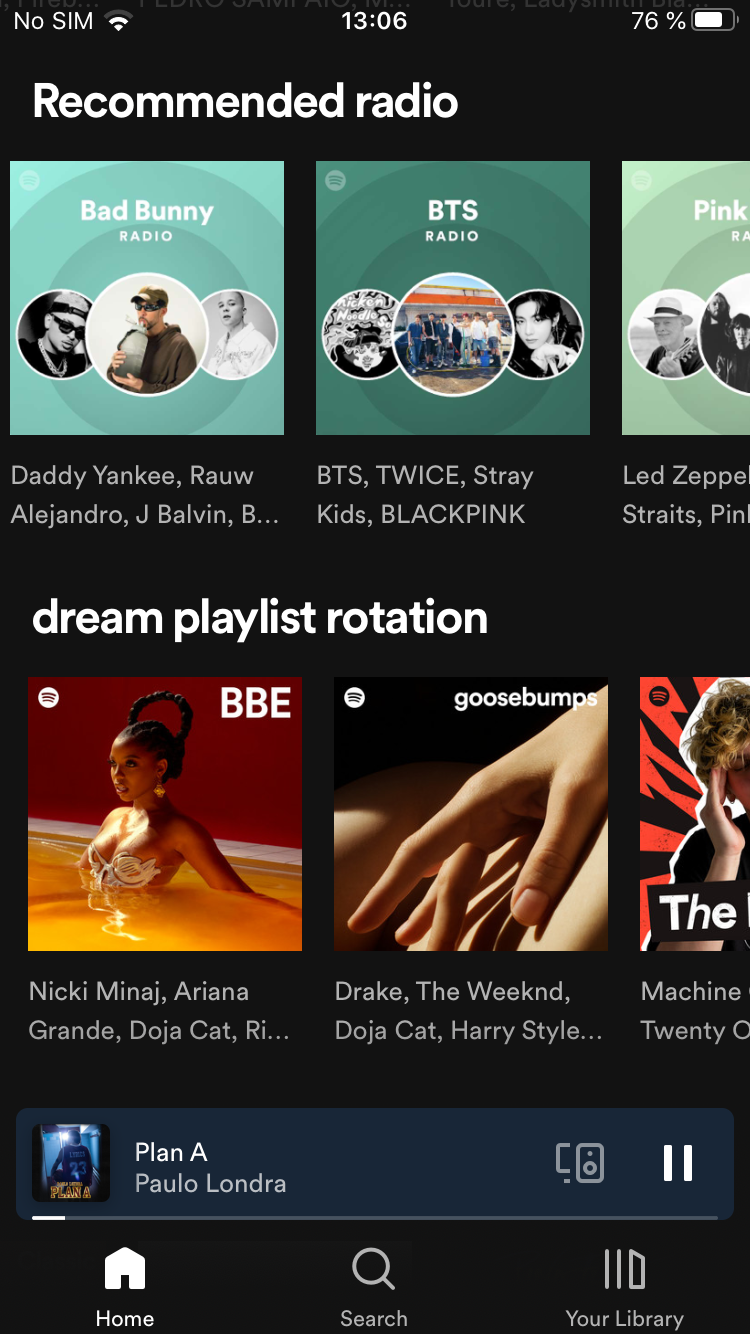 No SIM 13:06 76 %
Recommended radio
Bad Bunny
RADIO
BTS
RADIO
Pink
Daddy Yankee, Rauw
Alejandro, J Balvin, B...
BTS, TWICE, Stray
Kids, BLACKPINK
Led Zeppel
Straits, Pin
dream playlist rotation
BBE
goosebumps
The
Nicki Minaj, Ariana
Grande, Doja Cat, Ri...
Drake, The Weeknd,
Doja Cat, Harry Style...
Machine
Twenty O
23
PLAN A
Plan A
Paulo Londra
Home
Search
Your Library